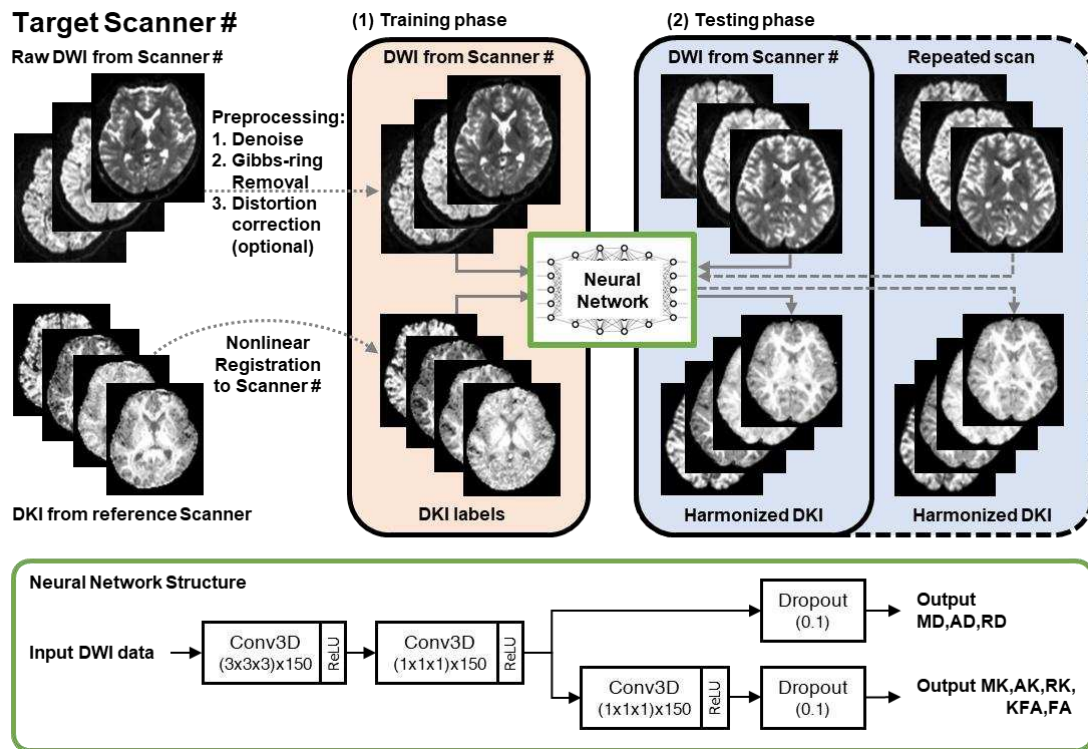 Target Scanner #
(1) Training phase
(2) Testing phase
Raw DWI from Scanner #
DWI from Scanner #
DWI from Scanner #
Repeated scan
Preprocessing:
1. Denoise
2. Gibbs-ring
Removal
3. Distortion
correction
(optional)
Neural
Network
Nonlinear
Registration
to Scanner #
DKI from reference Scanner
DKI labels
Harmonized DKI
Harmonized DKI
Neural Network Structure
Input DWI data
Conv3D
(3x3x3)x150
ReLU
Conv3D
(1x1x1)x150
ReLU
Dropout
(0.1)
Output
MD,AD,RD
Conv3D
(1x1x1)x150
ReLU
Dropout
(0.1)
Output MK,AK,RK,
KFA,FA